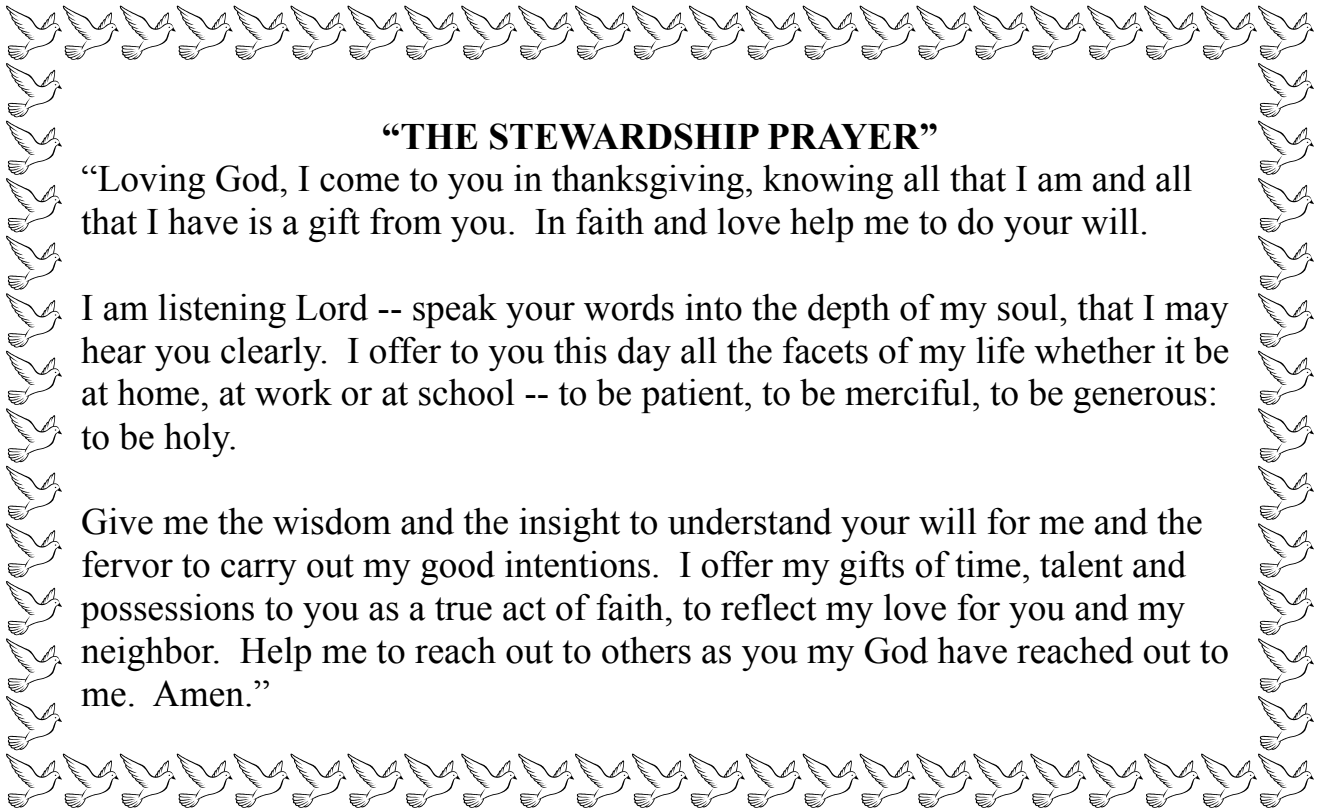 “THE STEWARDSHIP PRAYER”
“Loving God, I come to you in thanksgiving, knowing all that I am and all
that I have is a gift from you.  In faith and love help me to do your will.
I am listening Lord -- speak your words into the depth of my soul, that I may
hear you clearly.  I offer to you this day all the facets of my life whether it be
at home, at work or at school -- to be patient, to be merciful, to be generous:
to be holy.
Give me the wisdom and the insight to understand your will for me and the
fervor to carry out my good intentions.  I offer my gifts of time, talent and
possessions to you as a true act of faith, to reflect my love for you and my
neighbor.  Help me to reach out to others as you my God have reached out to
me.  Amen.”